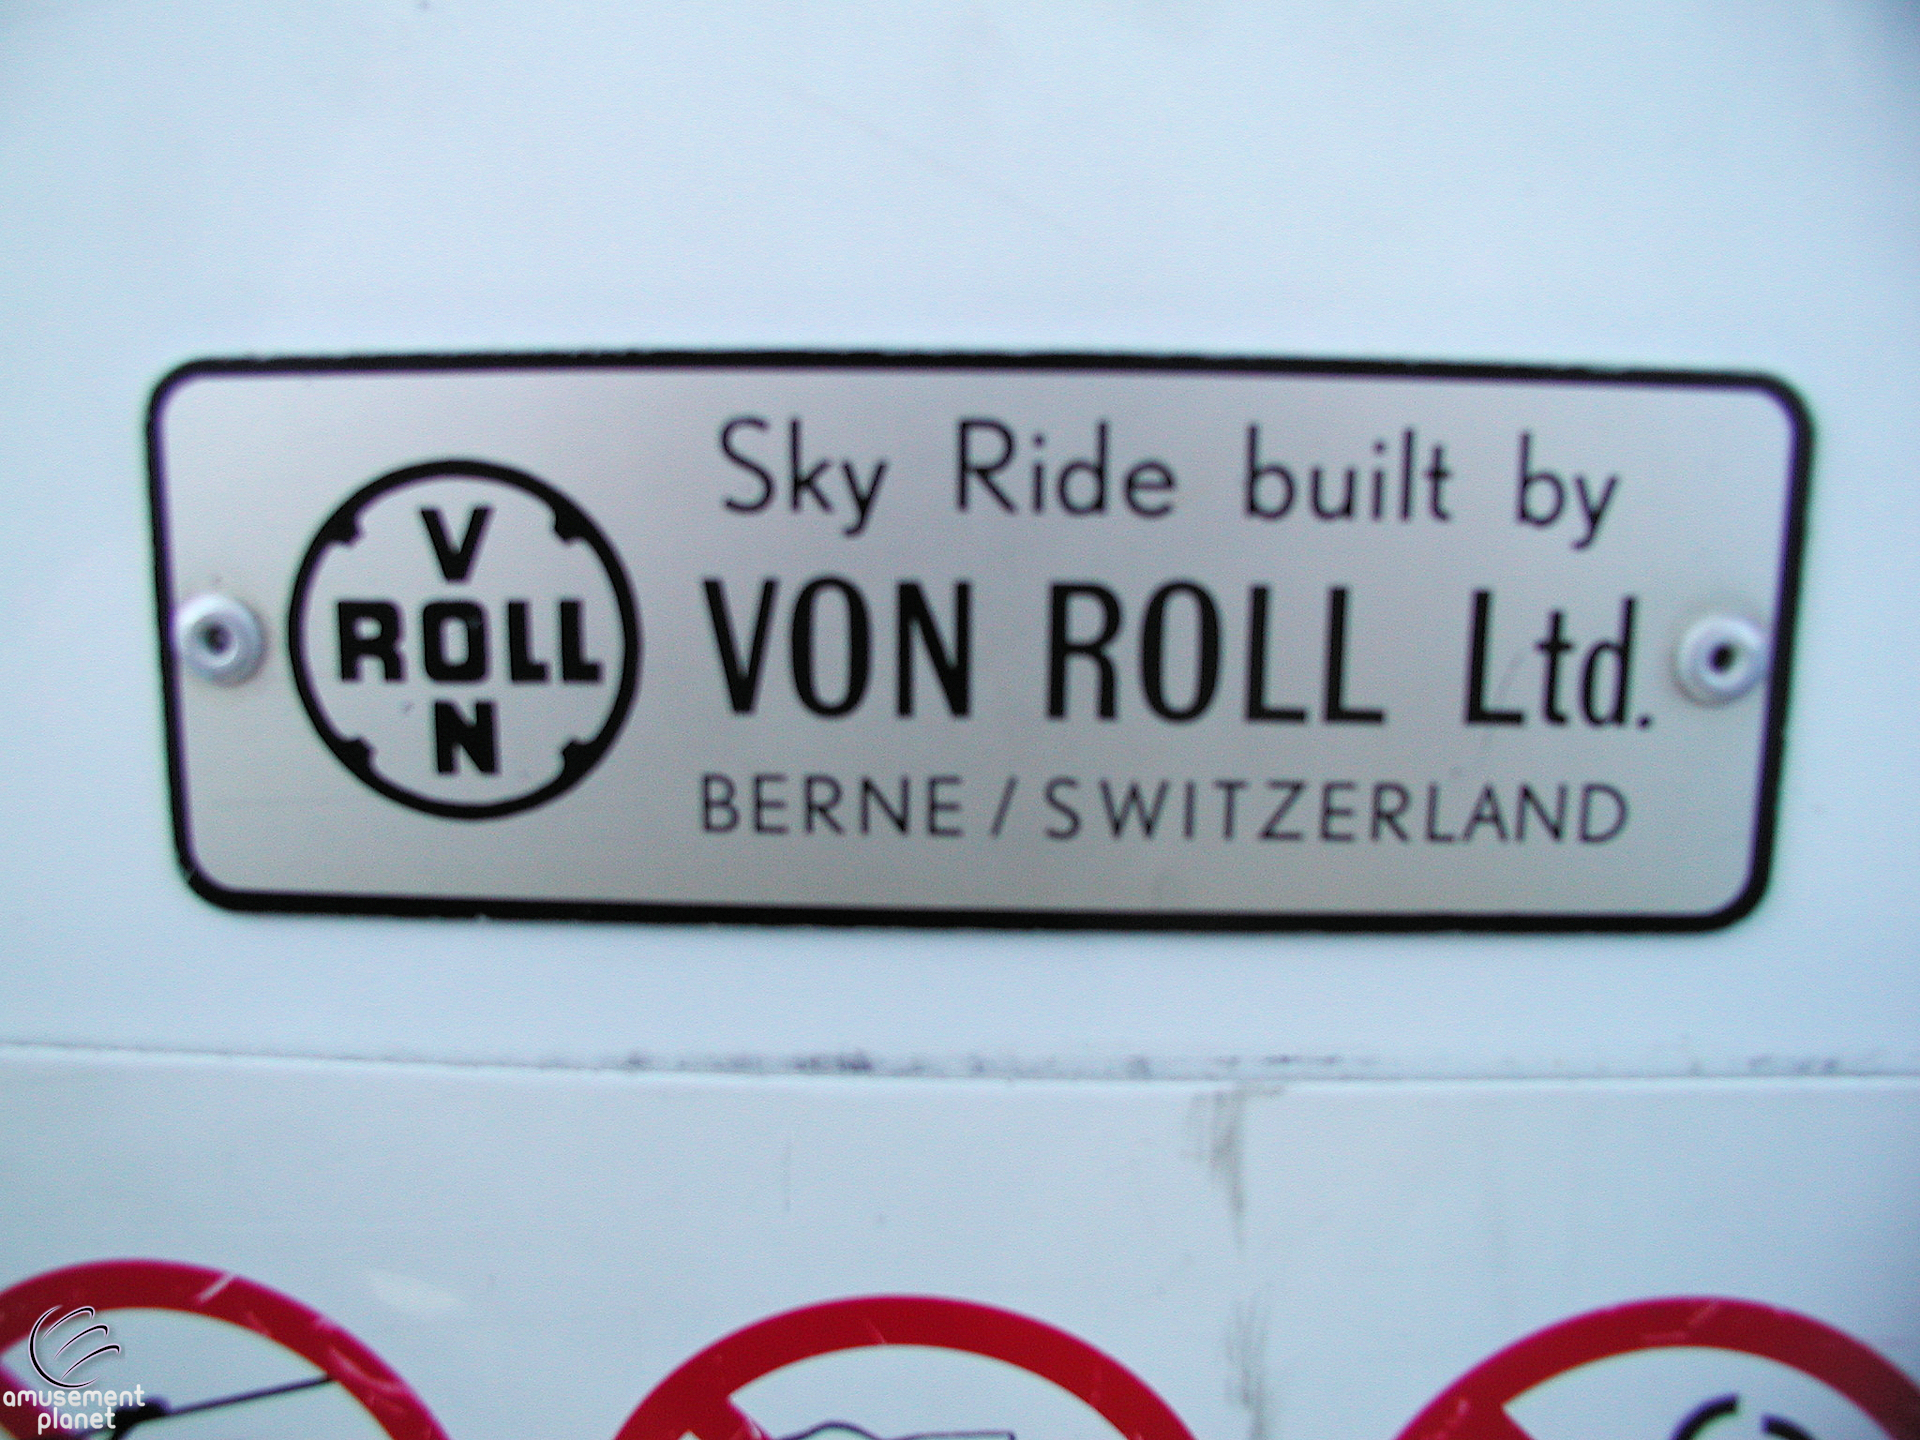 V
ROLL
N
Sky Ride built by
VON ROLL Ltd.
BERNE / SWITZERLAND
amusement
planet